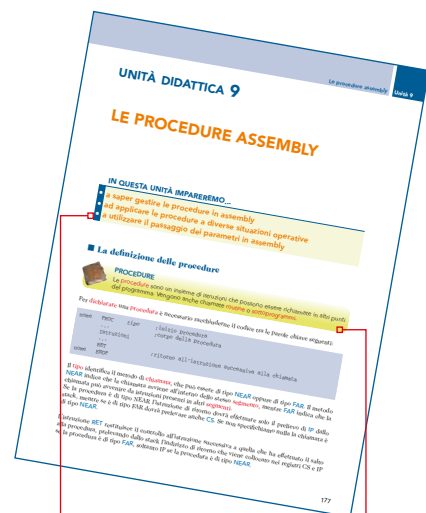 Le procedure assembly Unità 9
UNITÀ DIDATTICA 9
LE PROCEDURE ASSEMBLY
IN QUESTA UNITÀ IMPAREREMO...
a saper gestire le procedure in assembly
ad applicare le procedure a diverse situazioni operative
a utilizzare il passaggio dei parametri in assembly
■ La definizione delle procedure
PROCEDURE
Le procedure sono un insieme di istruzioni che possono essere richiamate in altri punti
del programma. Vengono anche chiamate routine o sottoprogrammi.
Per dichiarare una procedura è necessario racchiuderne il codice tra le parole chiave seguenti:
nome PROC tipo ;inizio procedura
... ;corpo della procedura
Istruzioni
...
RET ;ritorno all'istruzione successiva alla chiamata
nome ENDP
Il tipo identifica il metodo di chiamata, che può essere di tipo NEAR oppure di tipo FAR. Il metodo
NEAR indica che la chiamata avviene all'interno dello stesso segmento, mentre FAR indica che la
chiamata può avvenire da istruzioni presenti in altri segmenti.
Se la procedura è di tipo NEAR l'istruzione di ritorno dovrà effettuare solo il prelievo di IP dallo
stack, mentre se è di tipo FAR dovrà prelevare anche CS. Se non specifichiamo nulla la chiamata è
di tipo NEAR.
L'istruzione RET restituisce il controllo all'istruzione successiva a quella che ha effettuato il salto
alla procedura, prelevando dallo stack l'indirizzo di ritorno che viene collocato nei registri CS e IP
se la procedura è di tipo FAR, soltanto IP se la procedura è di tipo NEAR.
177